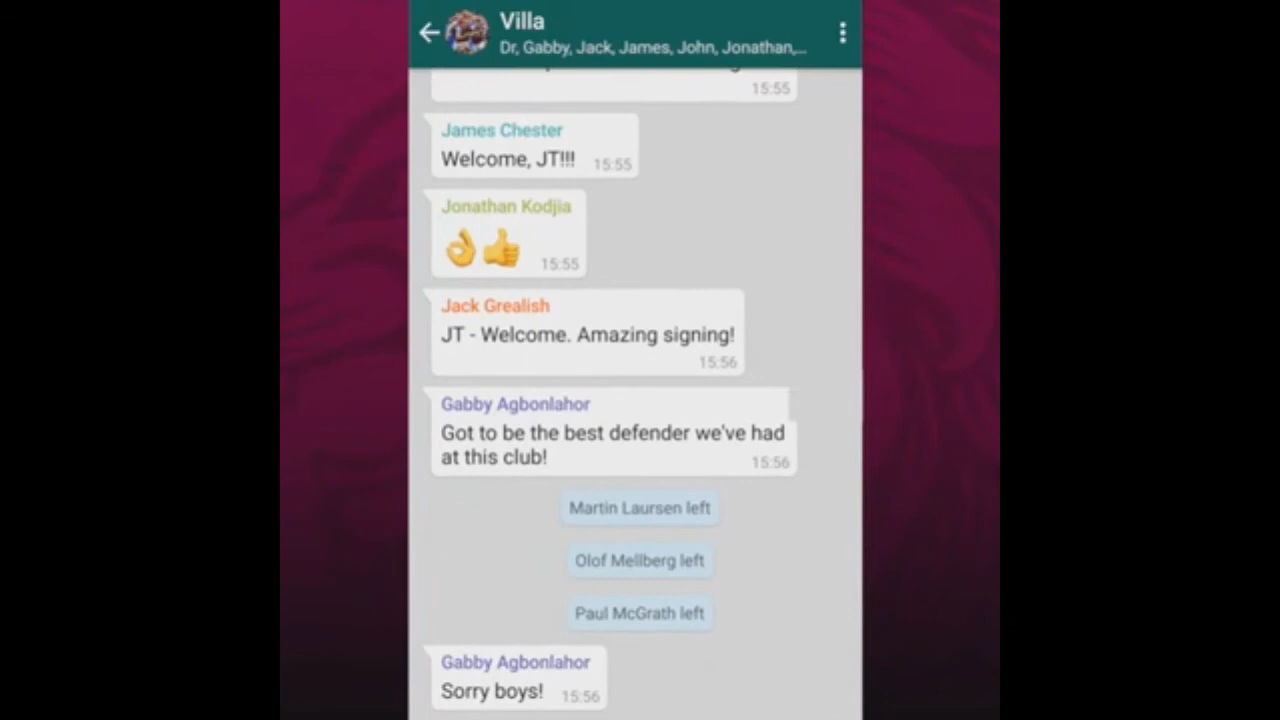 Villa
Dr, Gabby, Jack, James, John, Jonathan,...
15:55
James Chester
Welcome, JT!!! 15:55
Jonathan Kodjia
👌👍 15:55
Jack Grealish
JT - Welcome. Amazing signing!
15:56
Gabby Agbonlahor
Got to be the best defender we've had
at this club! 15:56
Martin Laursen left
Olof Mellberg left
Paul McGrath left
Gabby Agbonlahor
Sorry boys! 15:56